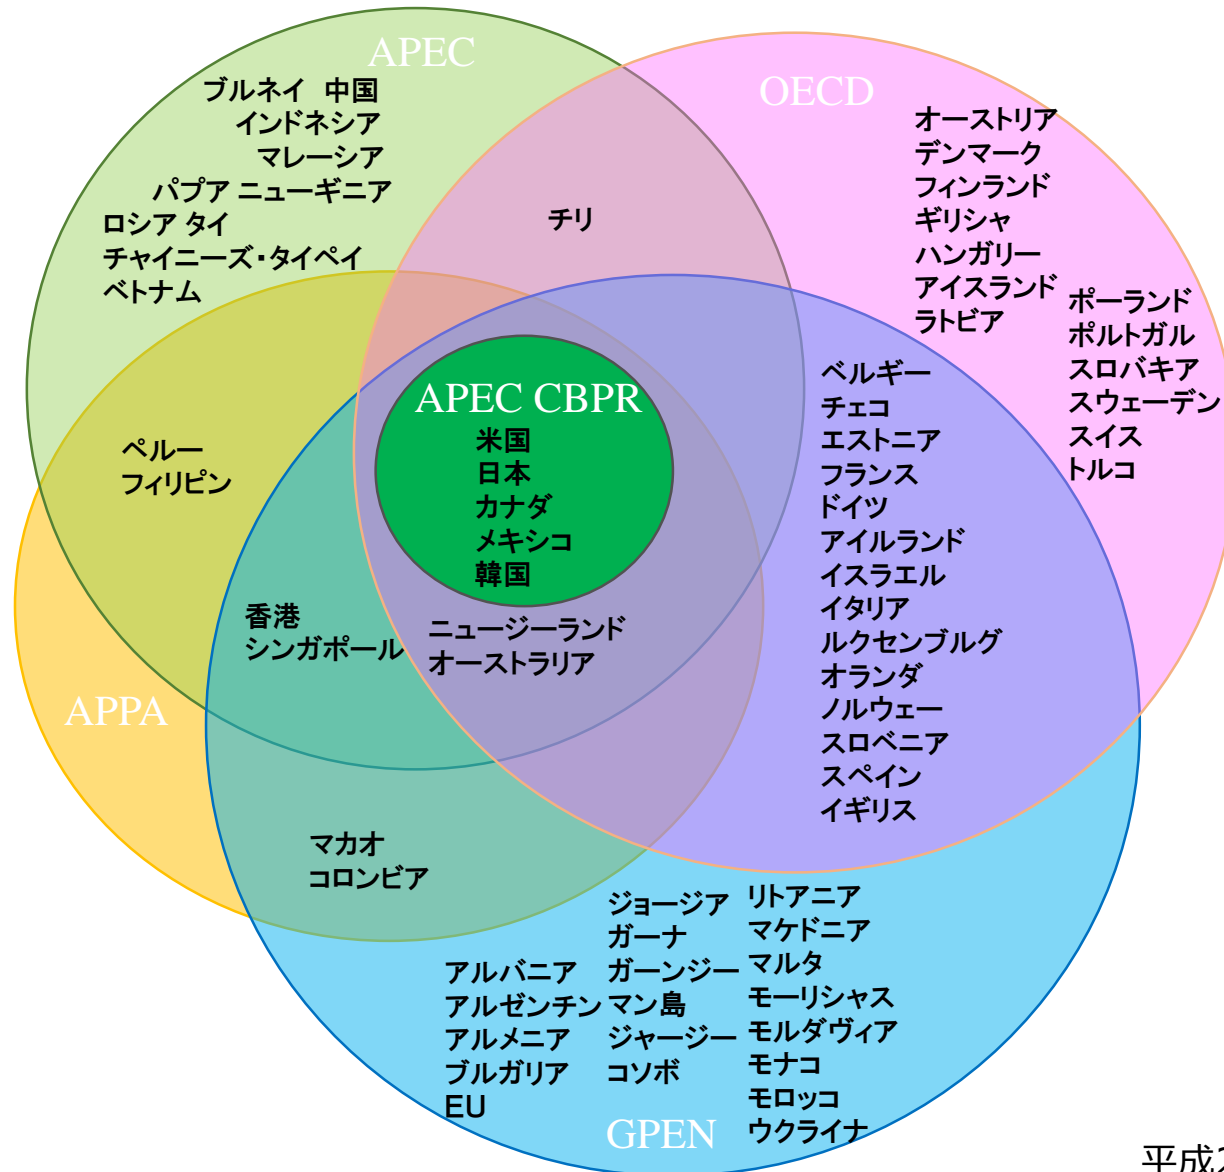 APEC
ブルネイ 中国
インドネシア
マレーシア
パプア ニューギニア
ロシア タイ
チャイニーズ・タイペイ
ベトナム
OECD
オーストリア
デンマーク
フィンランド
ギリシャ
ハンガリー
アイスランド
ラトビア
ポーランド
ポルトガル
スロバキア
スウェーデン
スイス
トルコ
チリ
APEC CBPR
米国
日本
カナダ
メキシコ
韓国
ペルー
フィリピン
香港
シンガポール
ニュージーランド
オーストラリア
ベルギー
チェコ
エストニア
フランス
ドイツ
アイルランド
イスラエル
イタリア
ルクセンブルグ
オランダ
ノルウェー
スロベニア
スペイン
イギリス
APPA
マカオ
コロンビア
アルバニア
アルゼンチン
アルメニア
ブルガリア
EU
ジョージア
ガーナ
ガーンジー
マン島
ジャージー
コソボ
リトアニア
マケドニア
マルタ
モーリシャス
モルダヴィア
モナコ
モロッコ
ウクライナ
GPEN
平成